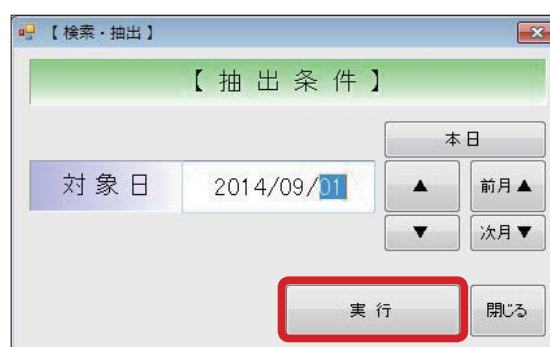 【検索・抽出】
【抽出条件】
本日
対象日 2014/09/01 ▲ 前月▲
▼ 次月▼
実行 閉じる